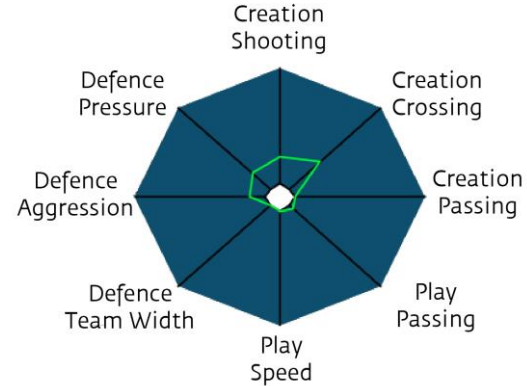 Creation
Shooting
Creation
Crossing
Creation
Passing
Play
Passing
Play
Speed
Defence
Team Width
Defence
Aggression
Defence
Pressure